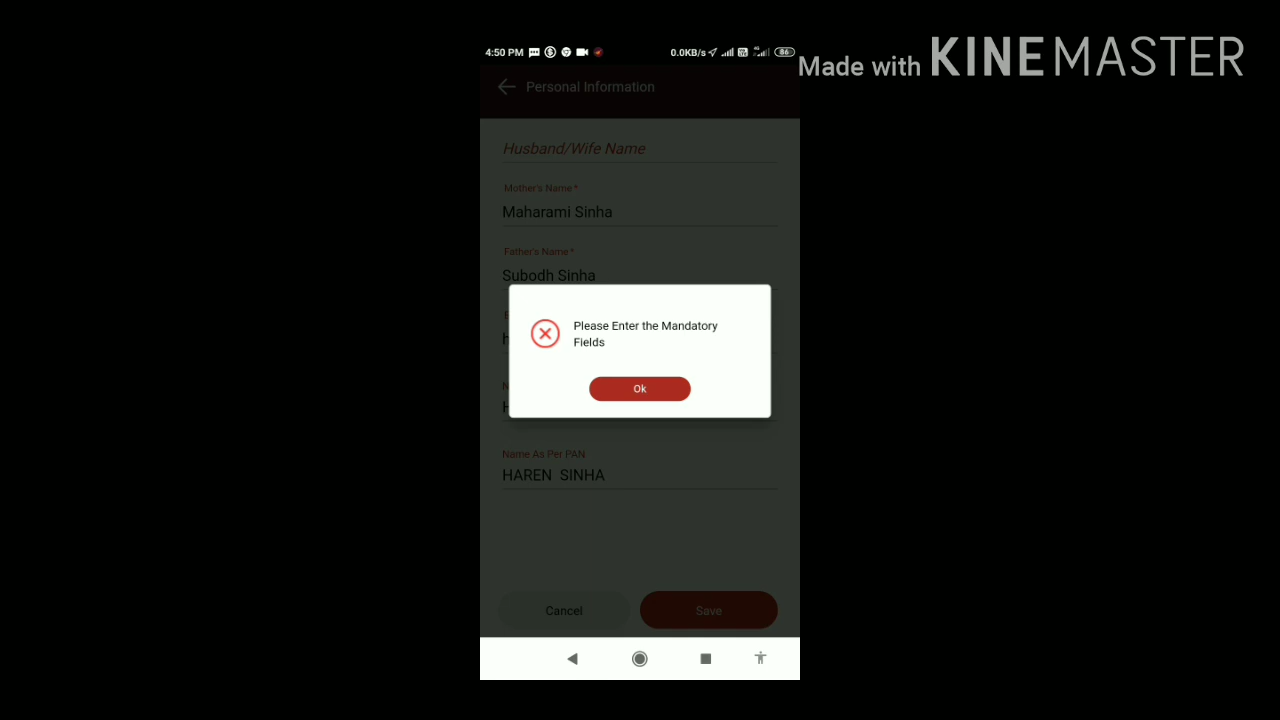 4:50 PM
0.0KB/s
86
Made with KINEMASTER
Personal Information
Husband/Wife Name
Mother's Name *
Maharami Sinha
Father's Name *
Subodh Sinha
Please Enter the Mandatory
Fields
Ok
Name As Per PAN
HAREN SINHA
Cancel
Save